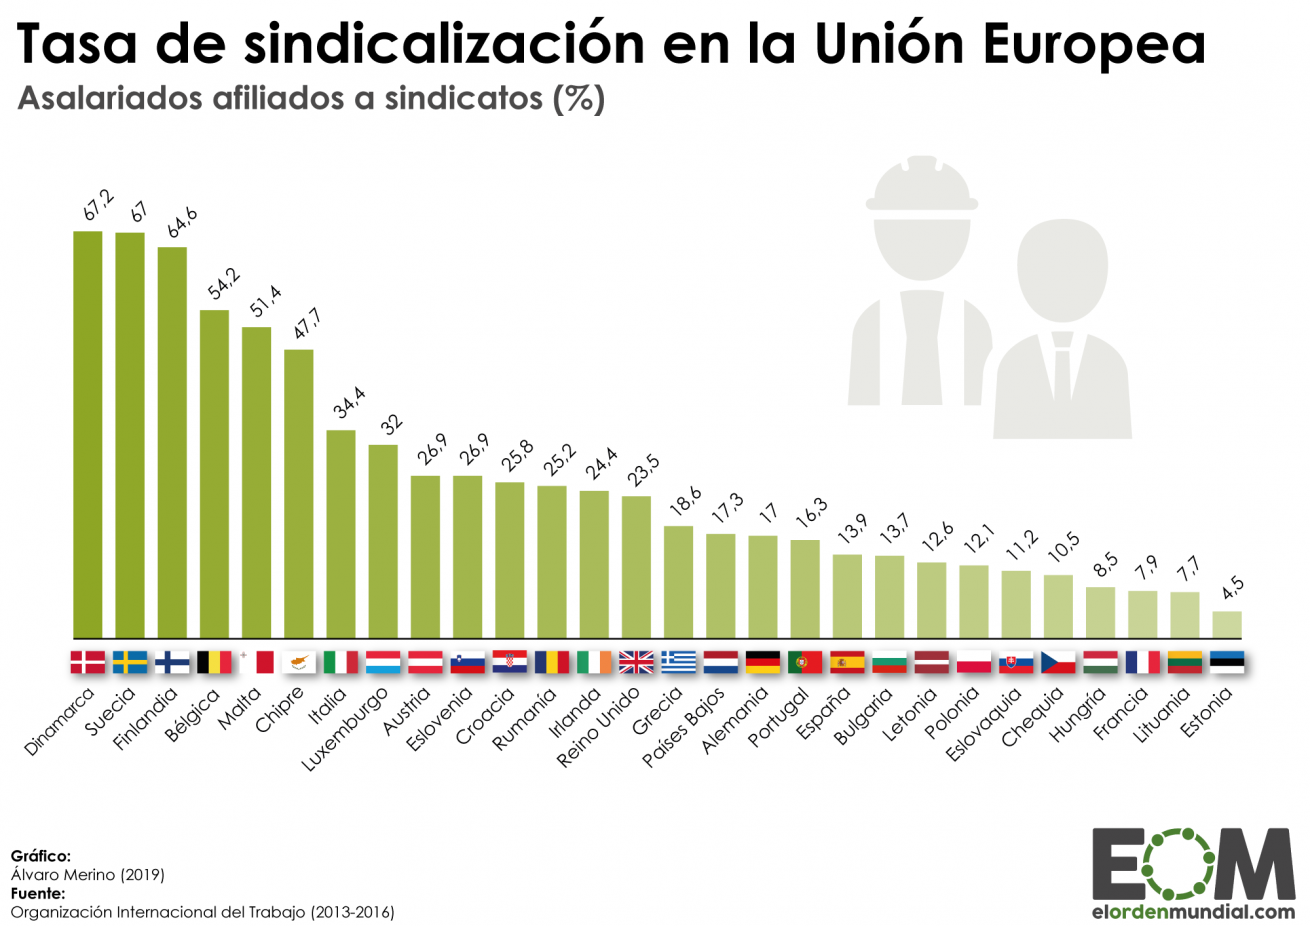 Tasa de sindicalización en la Unión Europea
Asalariados afiliados a sindicatos (%)
67,2
67
64,6
54,2
51,4
47,7
34,4
32
26,9
26,9
25,8
25,2
24,4
23,5
18,6
17,3
17
16,3
13,9
13,7
12,6
12,1
11,2
10,5
8,5
7,9
7,7
4,5
Dinamarca
Suecia
Finlandia
Bélgica
Malta
Chipre
Italia
Luxemburgo
Austria
Eslovenia
Croacia
Rumanía
Irlanda
Reino Unido
Grecia
Países Bajos
Alemania
Portugal
España
Bulgaria
Letonia
Polonia
Eslovaquia
Chequia
Hungría
Francia
Lituania
Estonia
Gráfico:
Álvaro Merino (2019)
Fuente:
Organización Internacional del Trabajo (2013-2016)
EOM
elordenmundial.com